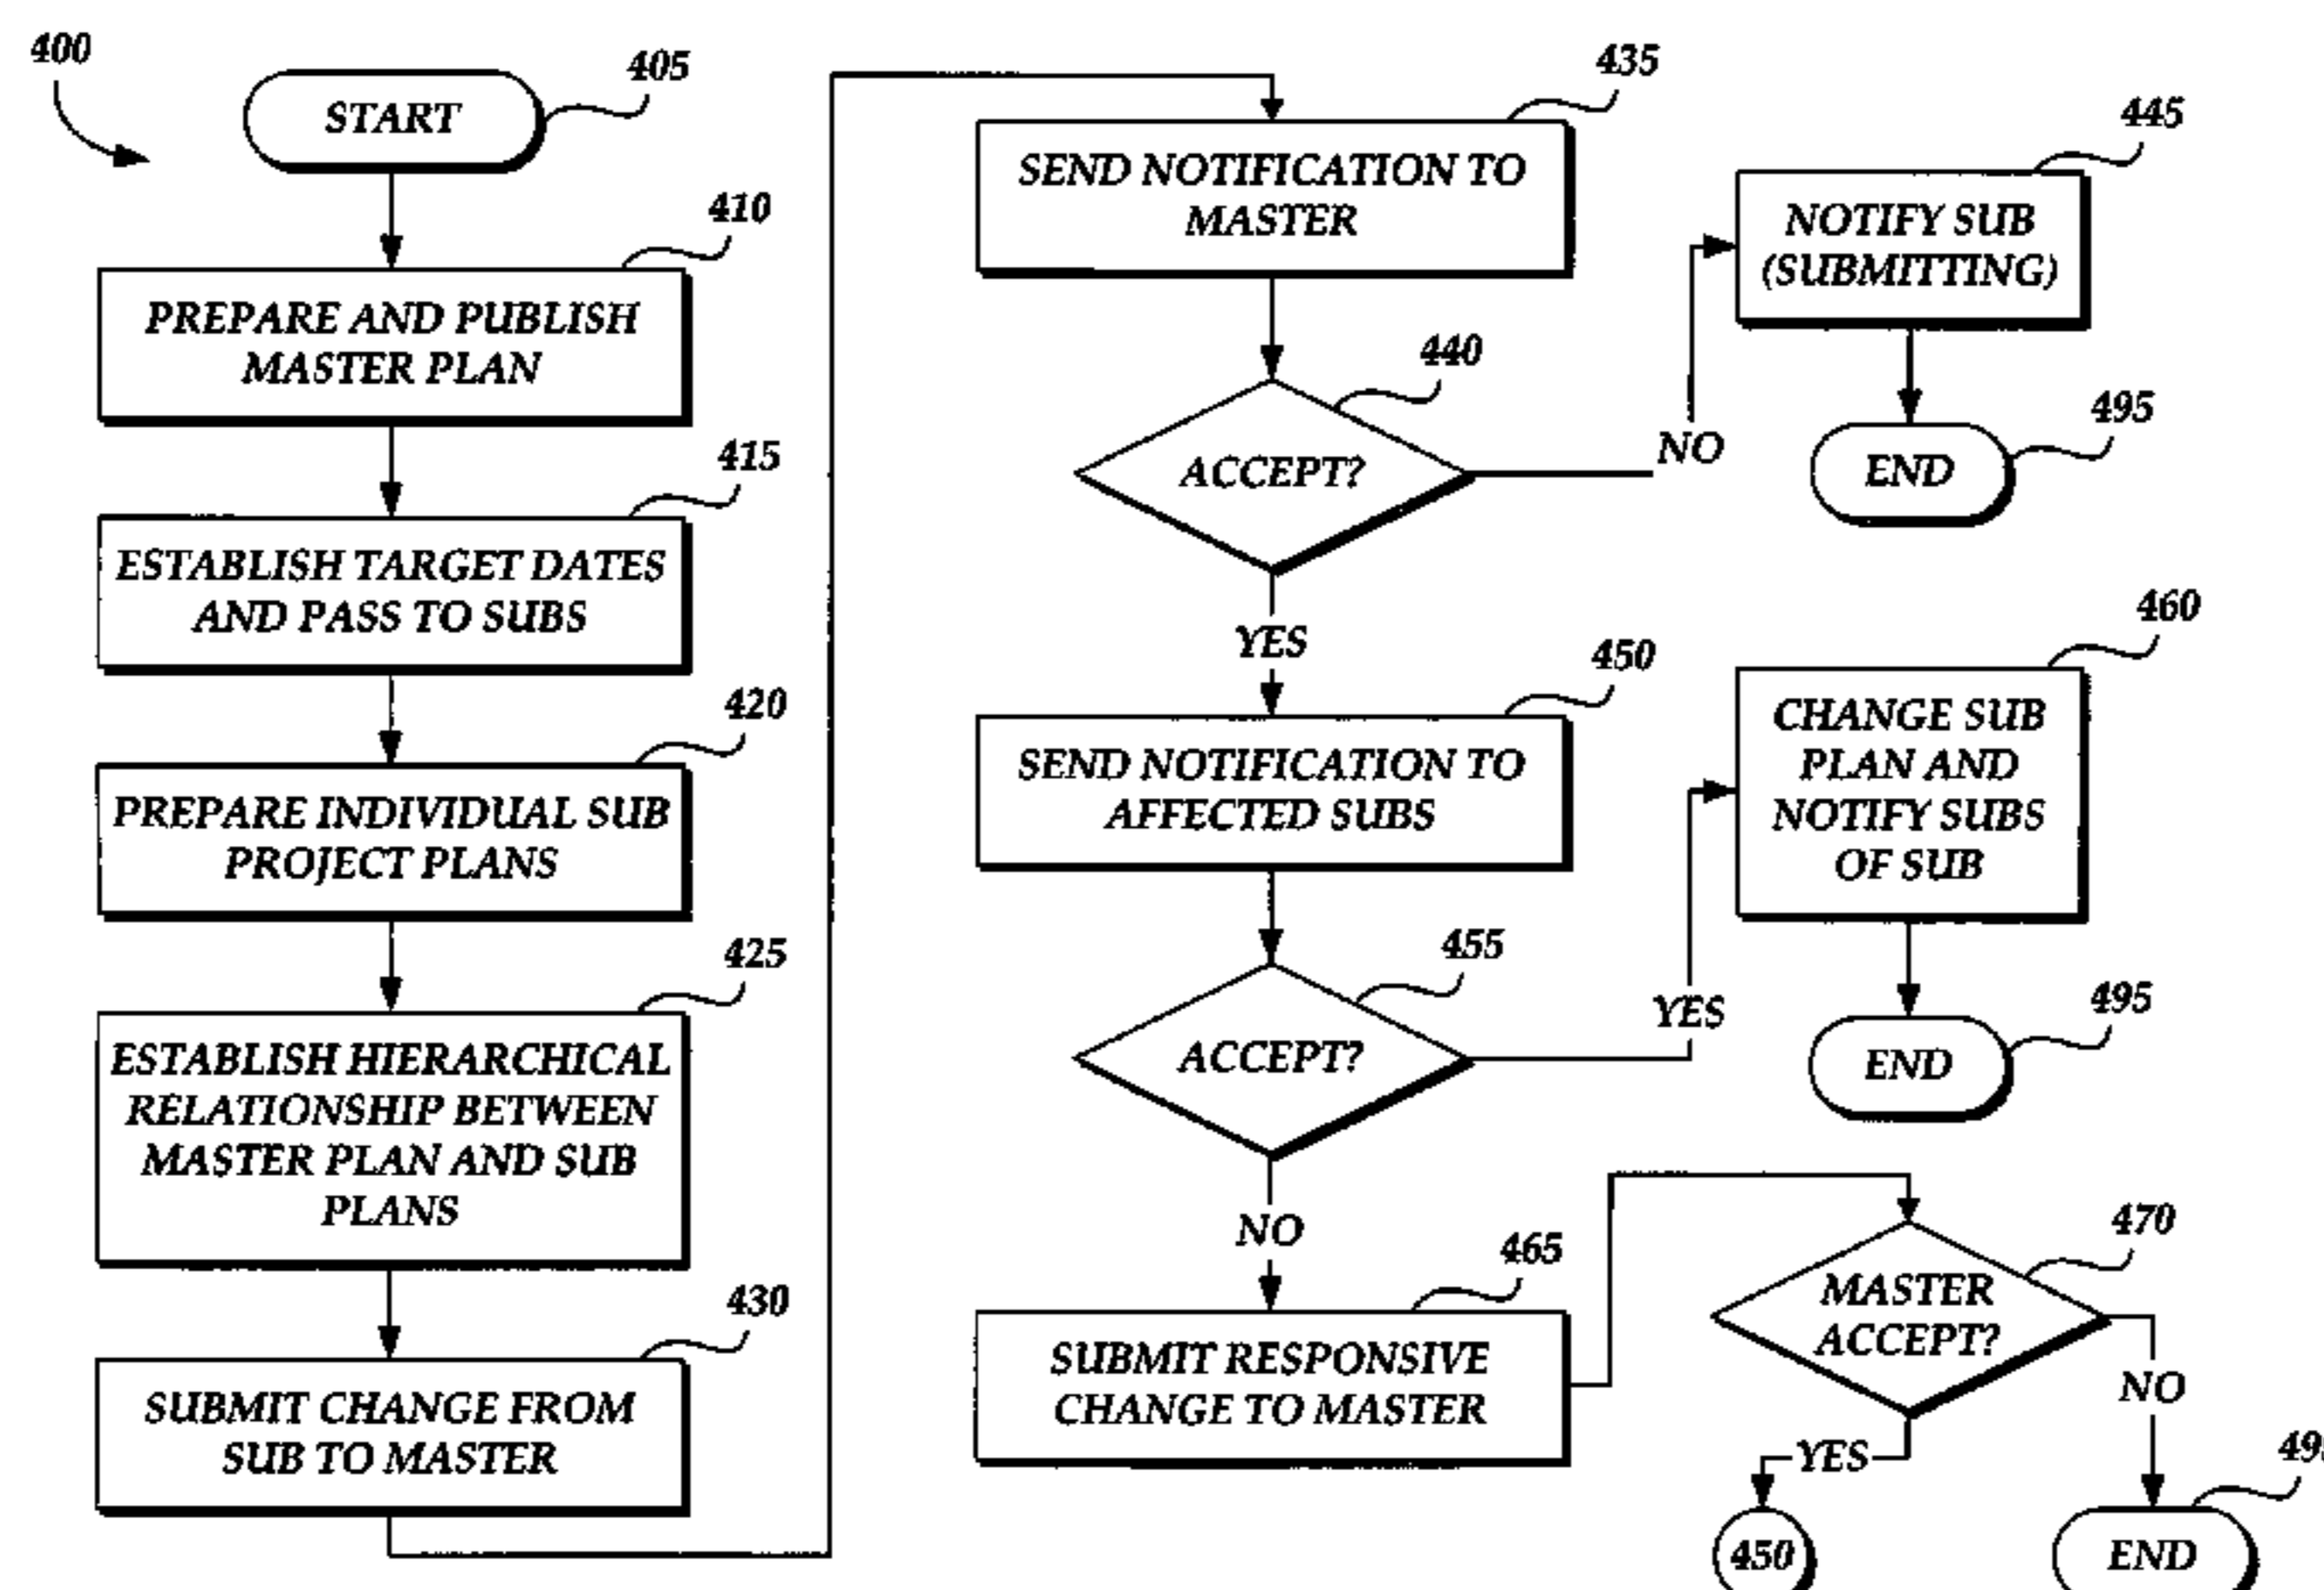 400
START
405
410
PREPARE AND PUBLISH
MASTER PLAN
415
ESTABLISH TARGET DATES
AND PASS TO SUBS
420
PREPARE INDIVIDUAL SUB
PROJECT PLANS
425
ESTABLISH HIERARCHICAL
RELATIONSHIP BETWEEN
MASTER PLAN AND SUB
PLANS
430
SUBMIT CHANGE FROM
SUB TO MASTER
435
SEND NOTIFICATION TO
MASTER
440
ACCEPT?
NO
445
NOTIFY SUB
(SUBMITTING)
495
END
YES
450
SEND NOTIFICATION TO
AFFECTED SUBS
455
ACCEPT?
YES
460
CHANGE SUB
PLAN AND
NOTIFY SUBS
OF SUB
495
END
NO
465
SUBMIT RESPONSIVE
CHANGE TO MASTER
470
MASTER
ACCEPT?
YES
450
NO
END